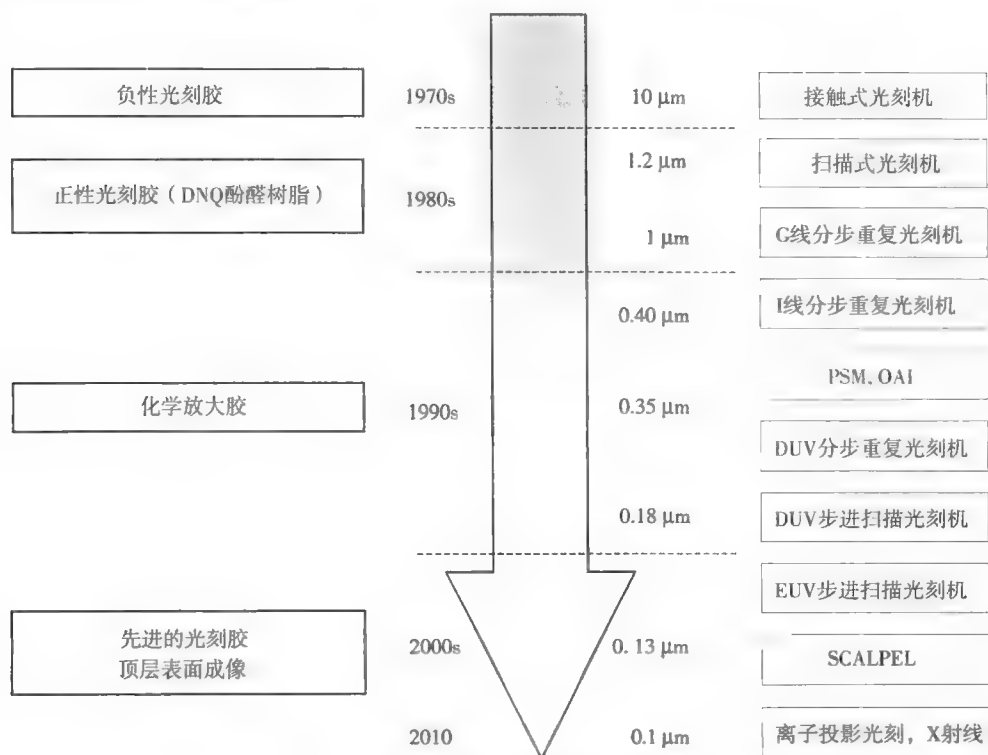 负性光刻胶
1970s
10 μm
接触式光刻机
1.2 μm
扫描式光刻机
正性光刻胶（DNQ酚醛树脂）
1980s
1 μm
G线分步重复光刻机
0.40 μm
I线分步重复光刻机
PSM, OAI
化学放大胶
1990s
0.35 μm
DUV分步重复光刻机
0.18 μm
DUV步进扫描光刻机
EUV步进扫描光刻机
先进的光刻胶
顶层表面成像
2000s
0. 13 μm
SCALPEL
2010
0.1 μm
离子投影光刻，X射线